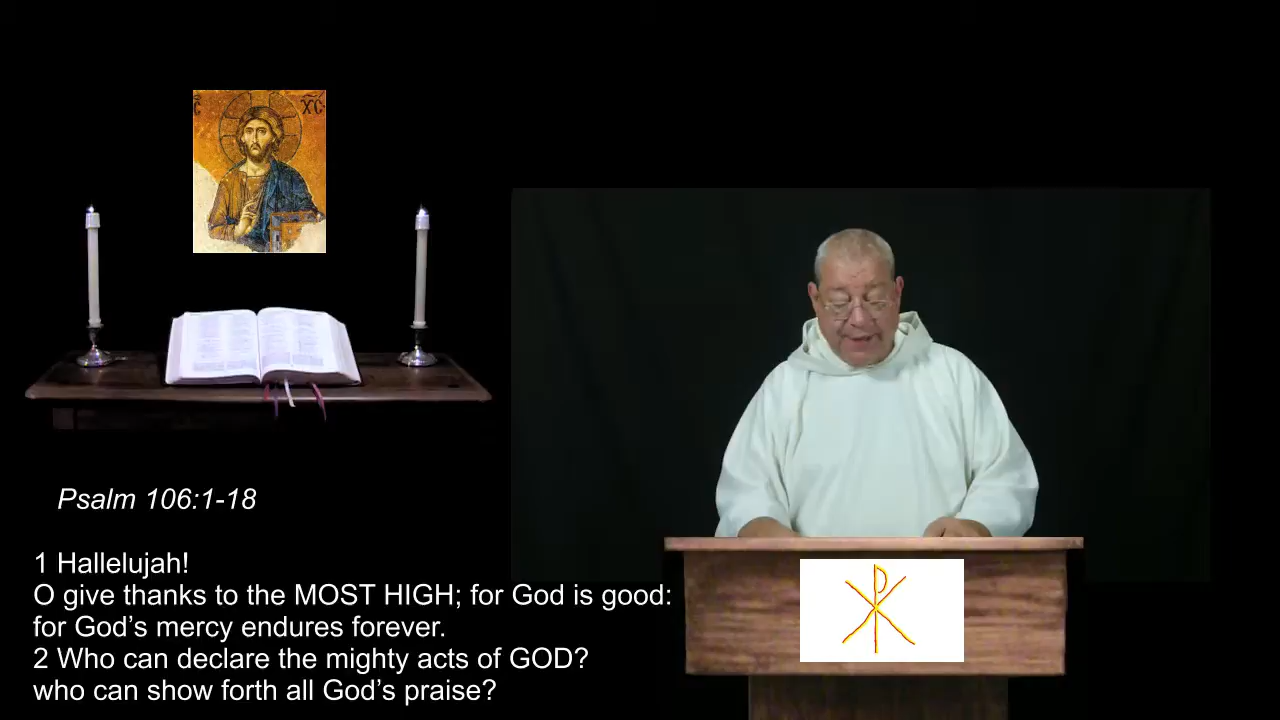 XC
Psalm 106:1-18
1 Hallelujah!
O give thanks to the MOST HIGH; for God is good:
for God’s mercy endures forever.
2 Who can declare the mighty acts of GOD?
who can show forth all God’s praise?